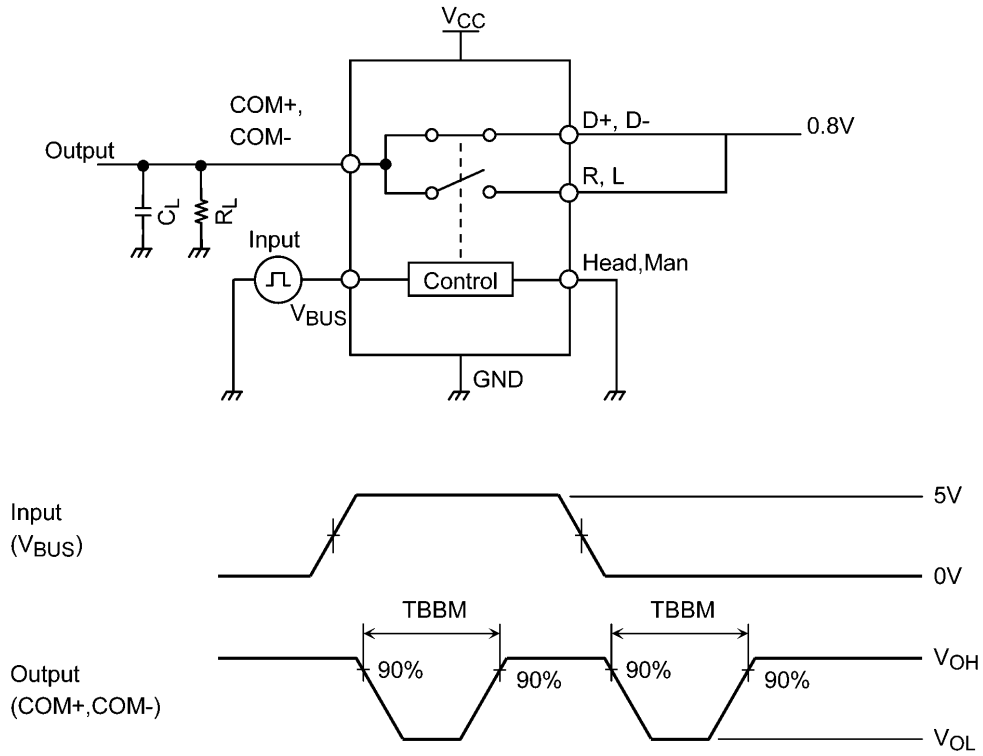 VCC
COM+,
COM-
D+, D-
0.8V
Output
R, L
CL
RL
Input
Head,Man
Control
VBUS
GND
Input
(VBUS)
5V
0V
TBBM
TBBM
Output
(COM+,COM-)
90%
90%
90%
90%
VOH
VOL